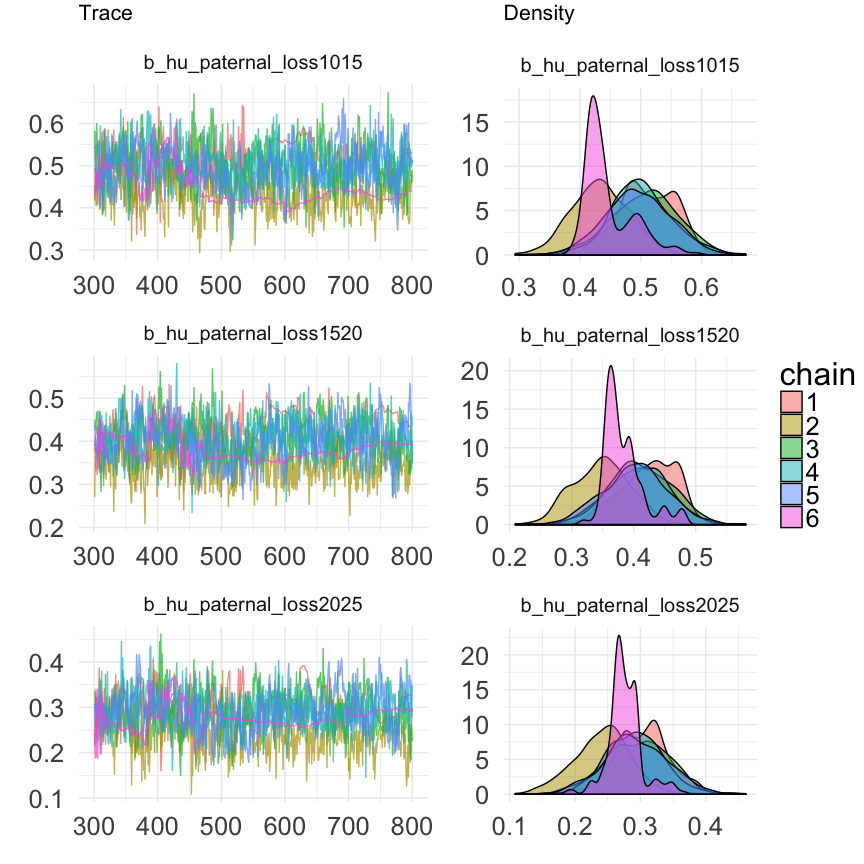 Trace
Density
b_hu_paternal_loss1015
b_hu_paternal_loss1015
0.6
0.5
0.4
0.3
300 400 500 600 700 800
15
10
5
0
0.3 0.4 0.5 0.6
b_hu_paternal_loss1520
b_hu_paternal_loss1520
0.5
0.4
0.3
0.2
300 400 500 600 700 800
20
15
10
5
0
0.2 0.3 0.4 0.5
chain
1
2
3
4
5
6
b_hu_paternal_loss2025
b_hu_paternal_loss2025
0.4
0.3
0.2
0.1
300 400 500 600 700 800
20
15
10
5
0
0.1 0.2 0.3 0.4